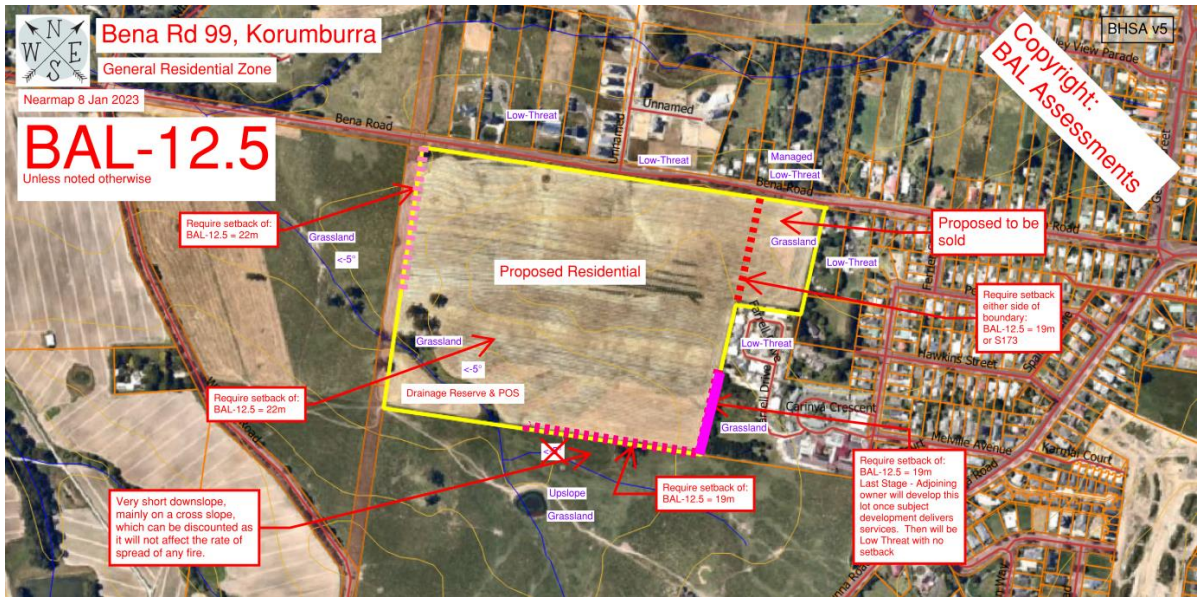 N
W
E
S
Bena Rd 99, Korumburra
General Residential Zone
Nearmap 8 Jan 2023
BAL-12.5
Unless noted otherwise
BHSA v5
Copyright:
BAL Assessments
ley View Parade
Bena Road
Low-Threat
Unnamed
Unnamed
Low-Threat
Managed
Low-Threat
Bena Road
Road
Require setback of:
BAL-12.5 = 22m
Grassland
<-5°
Proposed Residential
Grassland
Low-Threat
Proposed to be
sold
Require setback
either side of
boundary:
BAL-12.5 = 19m
or S173
Low-Threat
Hawkins Street
Grassland
<-5°
Require setback of:
BAL-12.5 = 22m
Drainage Reserve & POS
Carinya Crescent
Grassland
Melville Avenue
Karmai Court
Require setback of:
BAL-12.5 = 19m
Last Stage - Adjoining
owner will develop this
lot once subject
development delivers
services. Then will be
Low Threat with no
setback
Very short downslope,
mainly on a cross slope,
which can be discounted as
it will not affect the rate of
spread of any fire.
Upslope
Grassland
Require setback of:
BAL-12.5 = 19m